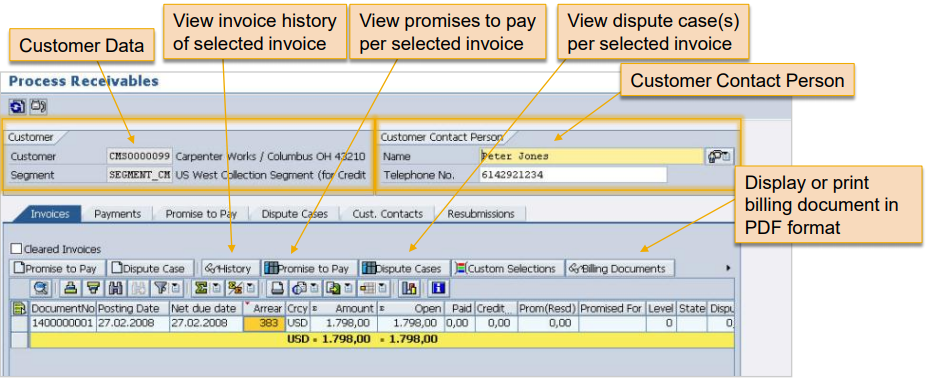 View invoice history
of selected invoice
View promises to pay
per selected invoice
View dispute case(s)
per selected invoice
Customer Data
Customer Contact Person
Process Receivables
Customer
Customer Contact Person
Customer CMS0000099 Carpenter Works / Columbus OH 43210
Name Peter Jones
Segment SEGMENT_CM US West Collection Segment (for Credit
Telephone No. 6142921234
Display or print
billing document in
PDF format
Invoices Payments Promise to Pay Dispute Cases Cust. Contacts Resubmissions
Cleared Invoices
Promise to Pay Dispute Case History Promise to Pay Dispute Cases Custom Selections Billing Documents
DocumentNo Posting Date Net due date Arrear Crcy Σ Amount Σ Open Paid Credit... Prom(Resd) Promised For Level State Dispu
1400000001 27.02.2008 27.02.2008 383 USD 1.798,00 1.798,00 0,00 0,00 0,00 0 0,
USD 1.798,00 1.798,00